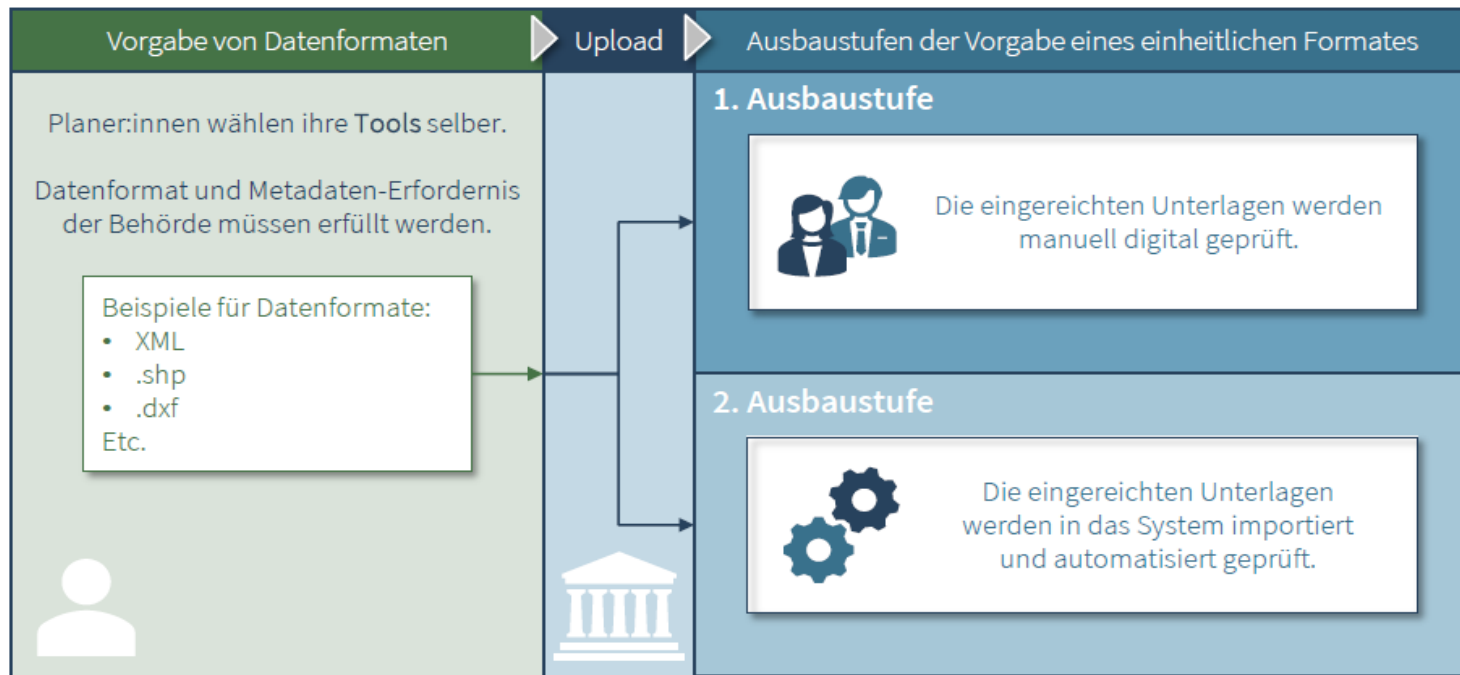 Vorgabe von Datenformaten
Upload
Ausbaustufen der Vorgabe eines einheitlichen Formates
Planer:innen wählen ihre Tools selber.
Datenformat und Metadaten-Erfordernis
der Behörde müssen erfüllt werden.
Beispiele für Datenformate:
• XML
• .shp
• .dxf
Etc.
1. Ausbaustufe
Die eingereichten Unterlagen werden
manuell digital geprüft.
2. Ausbaustufe
Die eingereichten Unterlagen
werden in das System importiert
und automatisiert geprüft.